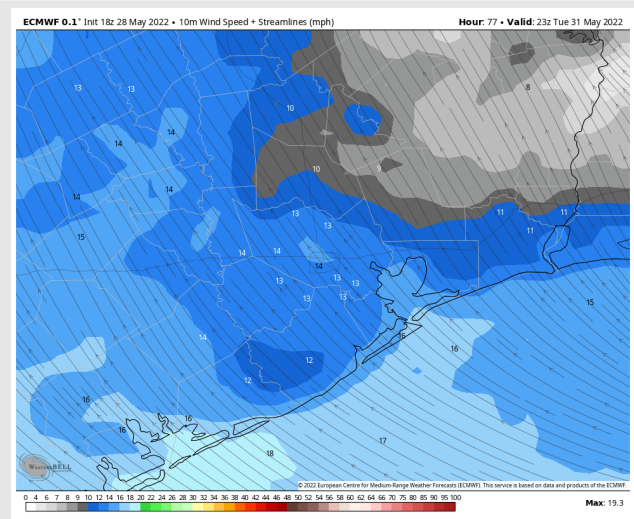 ECMWF 0.1° Init 18z 28 May 2022 • 10m Wind Speed + Streamlines (mph) Hour: 77 • Valid: 23z Tue 31 May 2022
13 13 8
10
14
14
10 9
14
14
13 11 11
13 11
15
14 14
14
13 13 13
13 13 15
14 16
16
12
12
16
16
16
17
18
WEATHERBELL
© 2022 European Centre for Medium-Range Weather Forecasts (ECMWF). This service is based on data and products of the ECMWF.
0 4 6 7 8 9 10 12 14 16 18 20 22 24 26 28 30 32 34 36 38 40 42 44 46 48 50 52 54 56 58 60 62 64 66 70 75 80 85 90 95 100 Max: 19.3